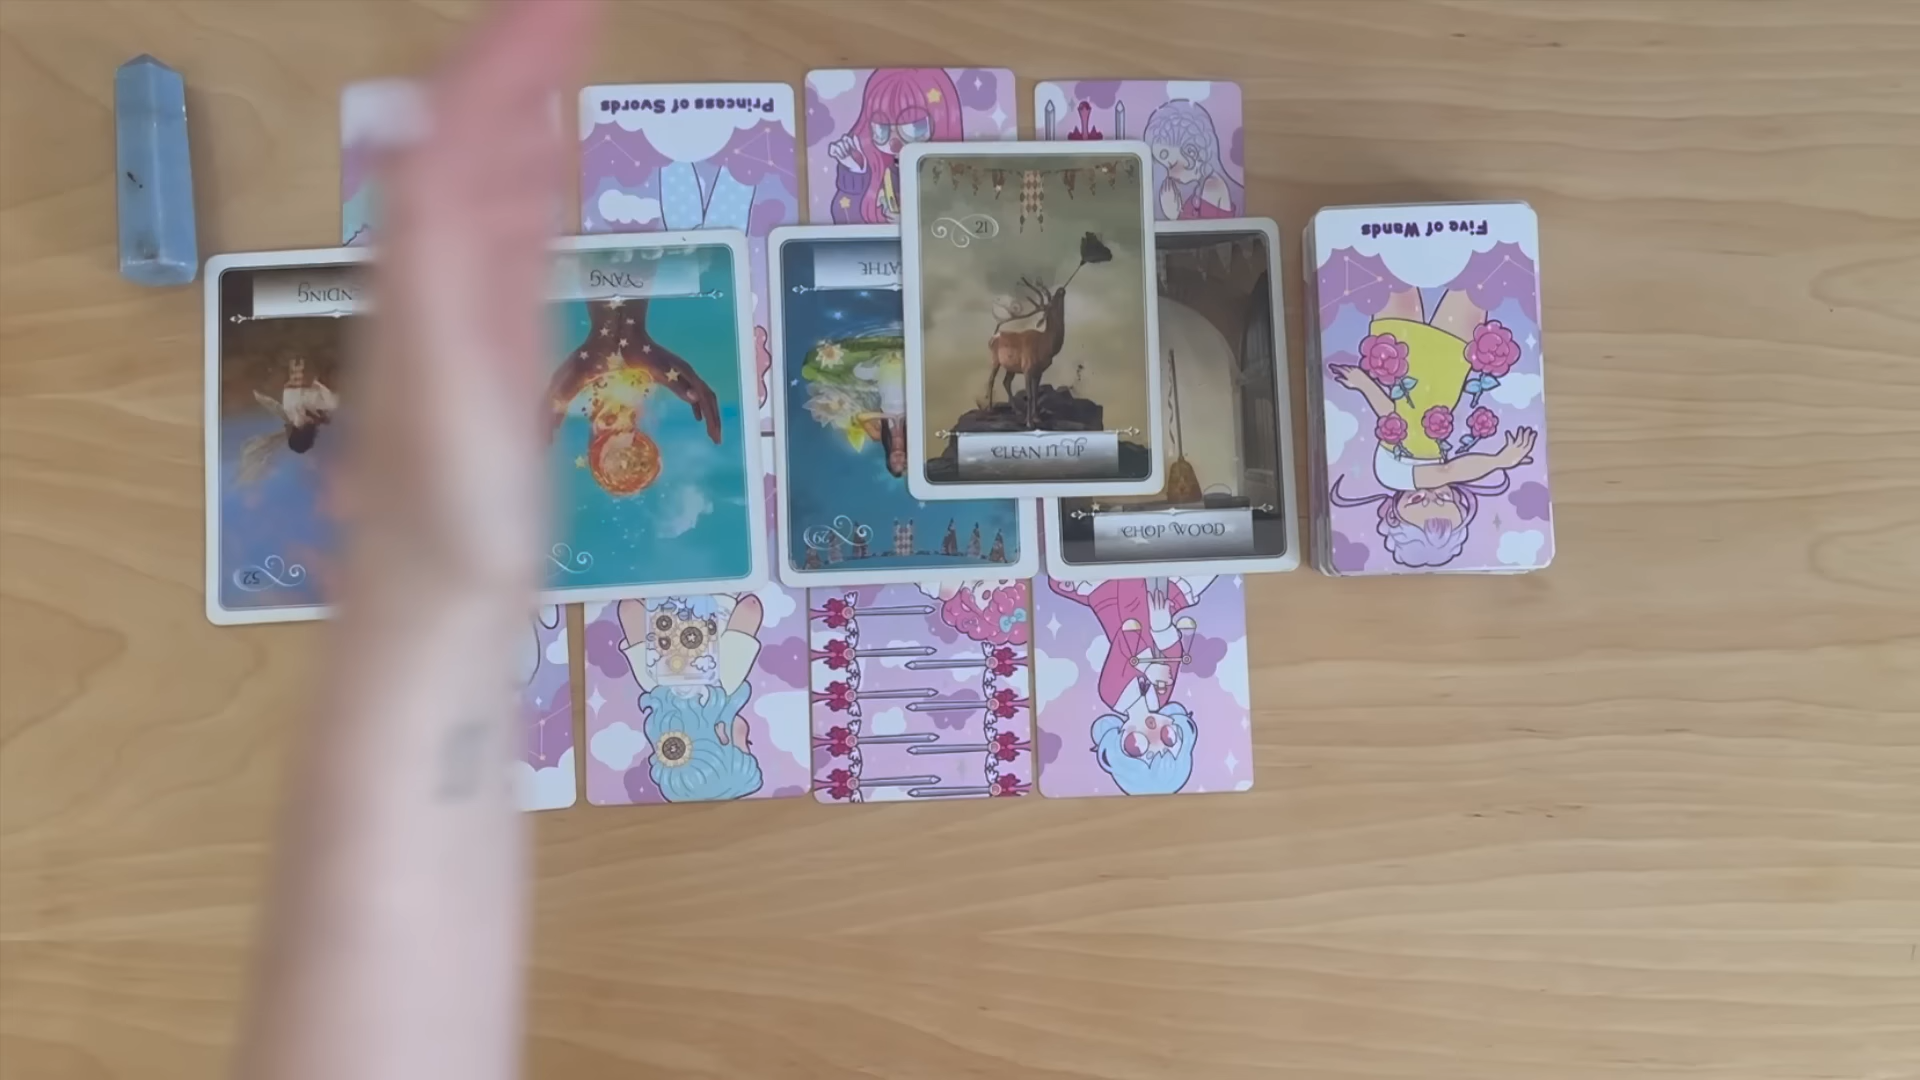 Princess of Swords
21
Five of Wands
YANG
CLEAN IT UP
CHOP WOOD
29
52